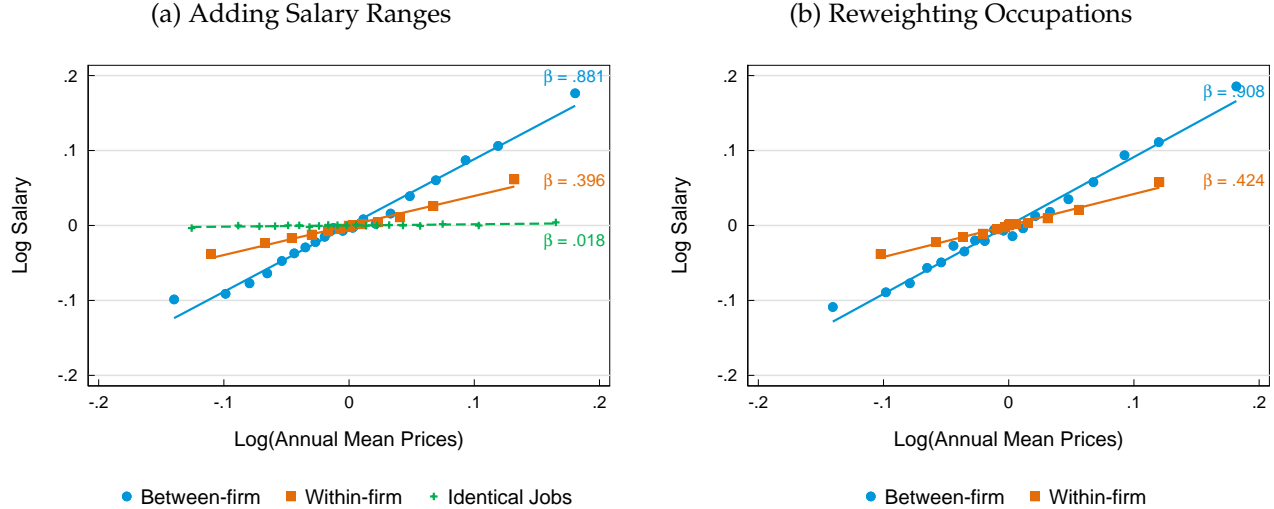 (a) Adding Salary Ranges
(b) Reweighting Occupations
β = .881
β = .396
β = .018
-.2
-.1
0
.1
.2
Log Salary
-.2
-.1
0
.1
.2
Log(Annual Mean Prices)
Between-firm
Within-firm
Identical Jobs
β = .908
β = .424
-.2
-.1
0
.1
.2
Log Salary
-.2
-.1
0
.1
.2
Log(Annual Mean Prices)
Between-firm
Within-firm